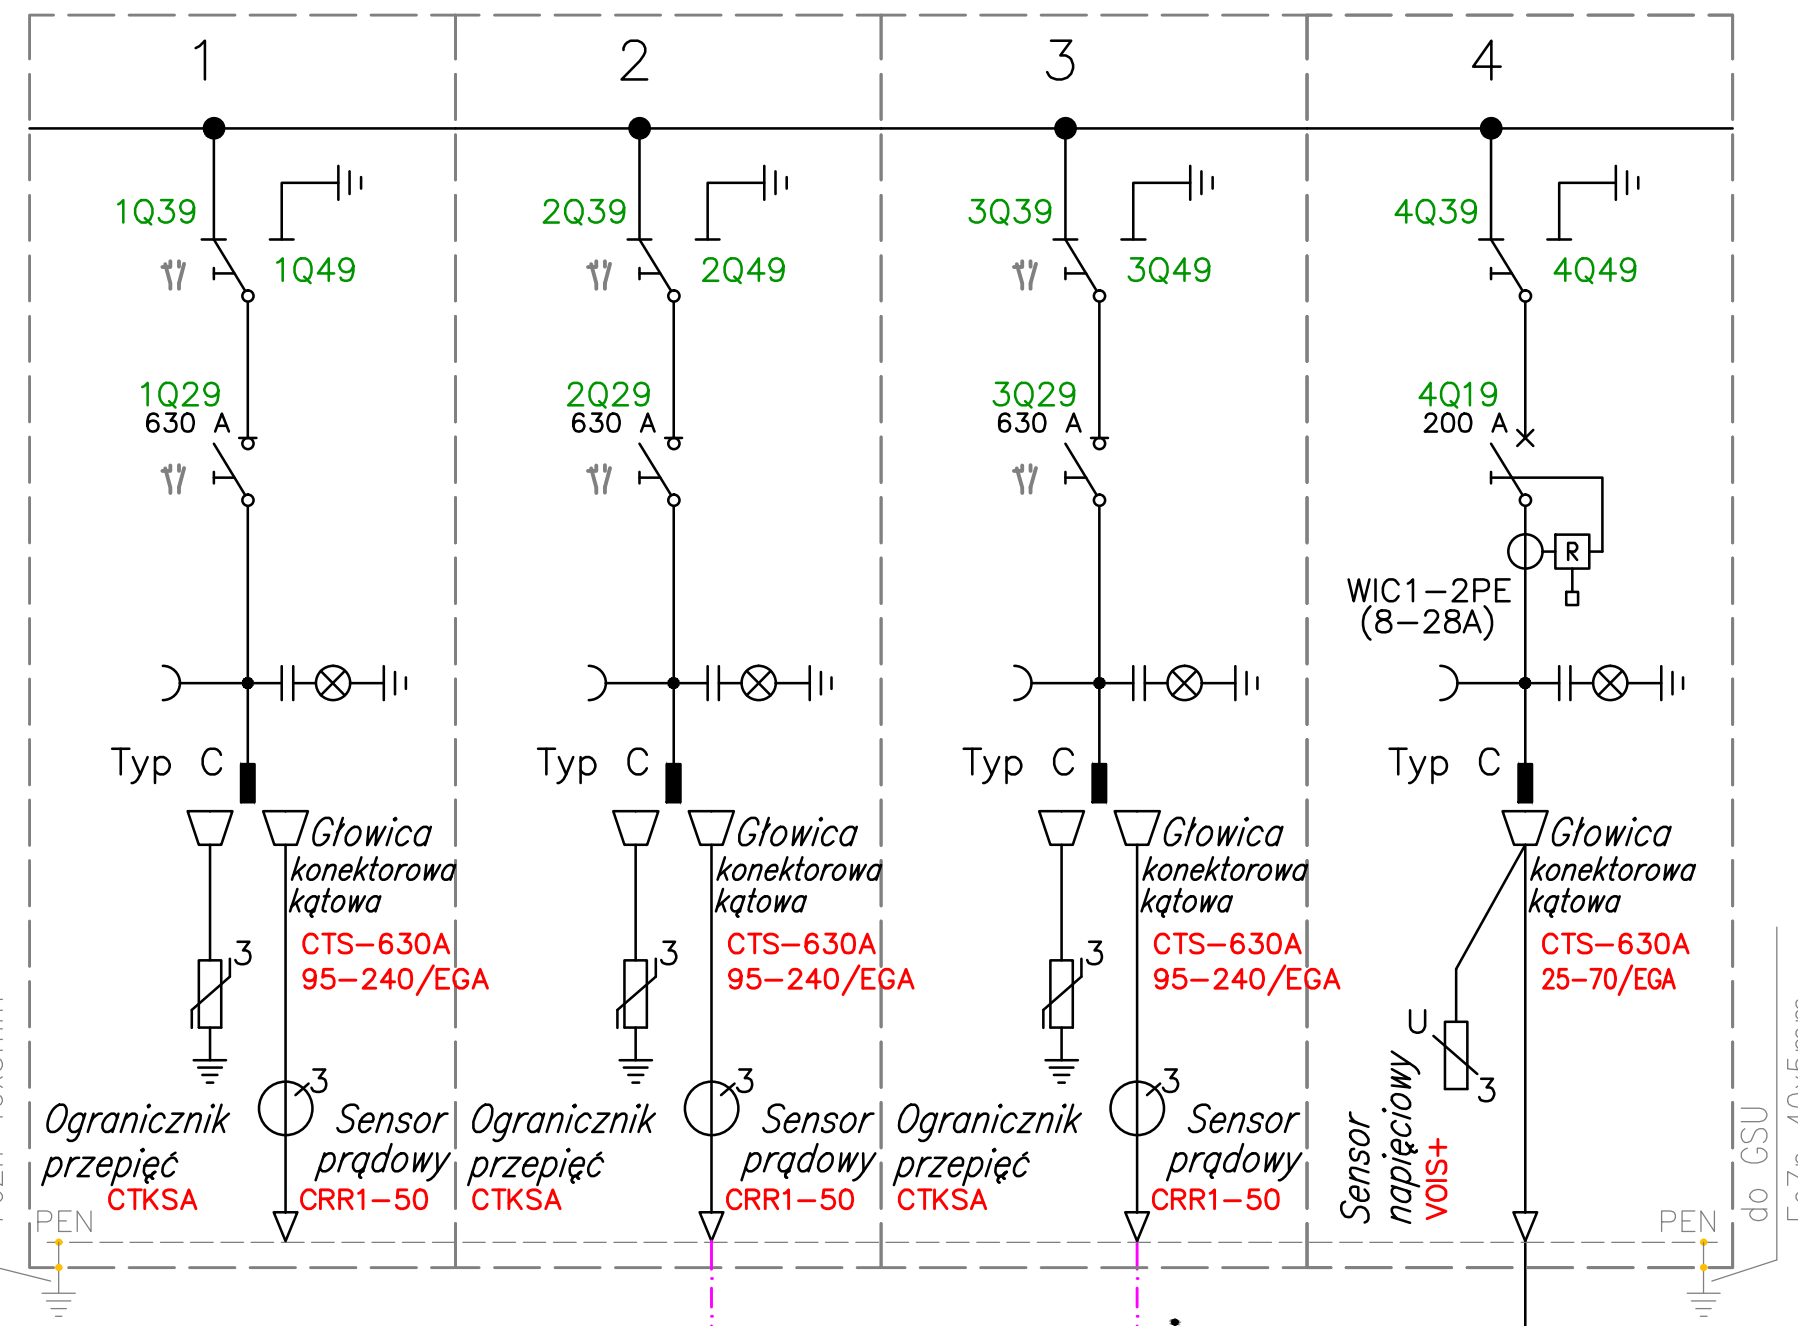 1
2
3
4
1Q39
1Q49
2Q39
2Q49
3Q39
3Q49
4Q39
4Q49
1Q29
630 A
2Q29
630 A
3Q29
630 A
4Q19
200 A
R
WIC1-2PE
(8-28A)
Typ C
Typ C
Typ C
Typ C
Głowica
konektorowa
kątowa
CTS-630A
95-240/EGA
3
Głowica
konektorowa
kątowa
CTS-630A
95-240/EGA
3
Głowica
konektorowa
kątowa
CTS-630A
95-240/EGA
3
Głowica
konektorowa
kątowa
CTS-630A
25-70/EGA
U
3
3
3
3
Ogranicznik
przepięć
CTKSA
Sensor
prądowy
CRR1-50
Ogranicznik
przepięć
CTKSA
Sensor
prądowy
CRR1-50
Ogranicznik
przepięć
CTKSA
Sensor
prądowy
CRR1-50
Sensor
napięciowy
VOIS+
PEN
PEN
do GSU